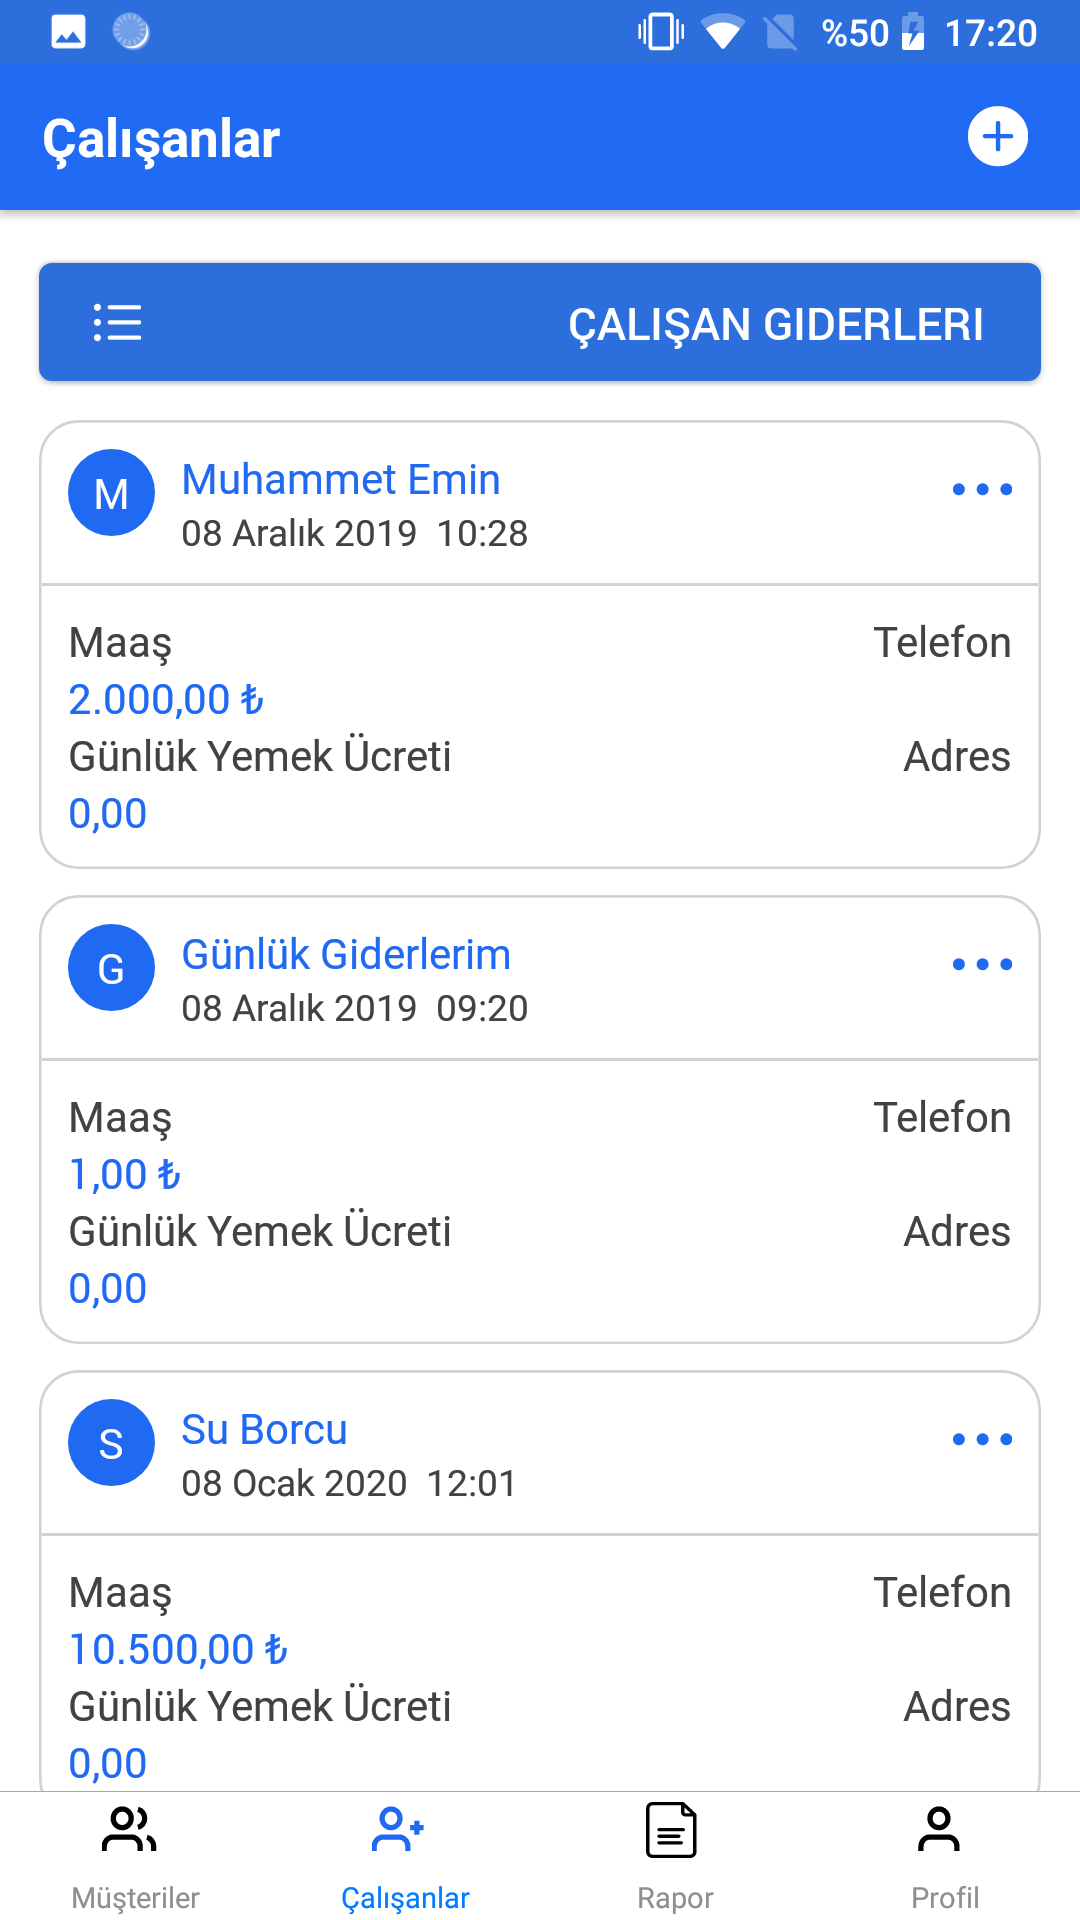 %50 17:20
Çalışanlar
ÇALIŞAN GIDERLERI
M Muhammet Emin
08 Aralık 2019 10:28
Maaş Telefon
2.000,00 ₺
Günlük Yemek Ücreti Adres
0,00
G Günlük Giderlerim
08 Aralık 2019 09:20
Maaş Telefon
1,00 ₺
Günlük Yemek Ücreti Adres
0,00
S Su Borcu
08 Ocak 2020 12:01
Maaş Telefon
10.500,00 ₺
Günlük Yemek Ücreti Adres
0,00
Müşteriler Çalışanlar Rapor Profil